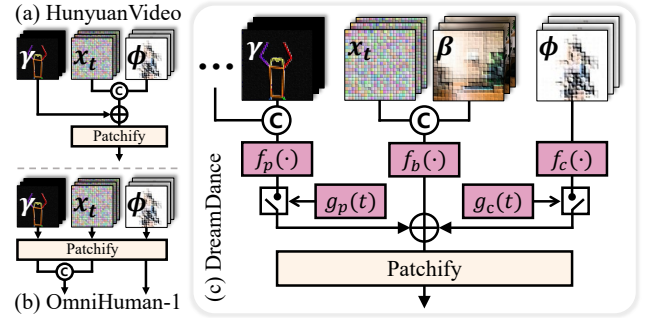 (a) HunyuanVideo
γ x_t ϕ
C
Patchify
γ x_t ϕ
Patchify
C
(b) OmniHuman-1
(c) DreamDance
... γ x_t β ϕ
C C
f_p(·) f_b(·) f_c(·)
g_p(t) g_c(t)
Patchify